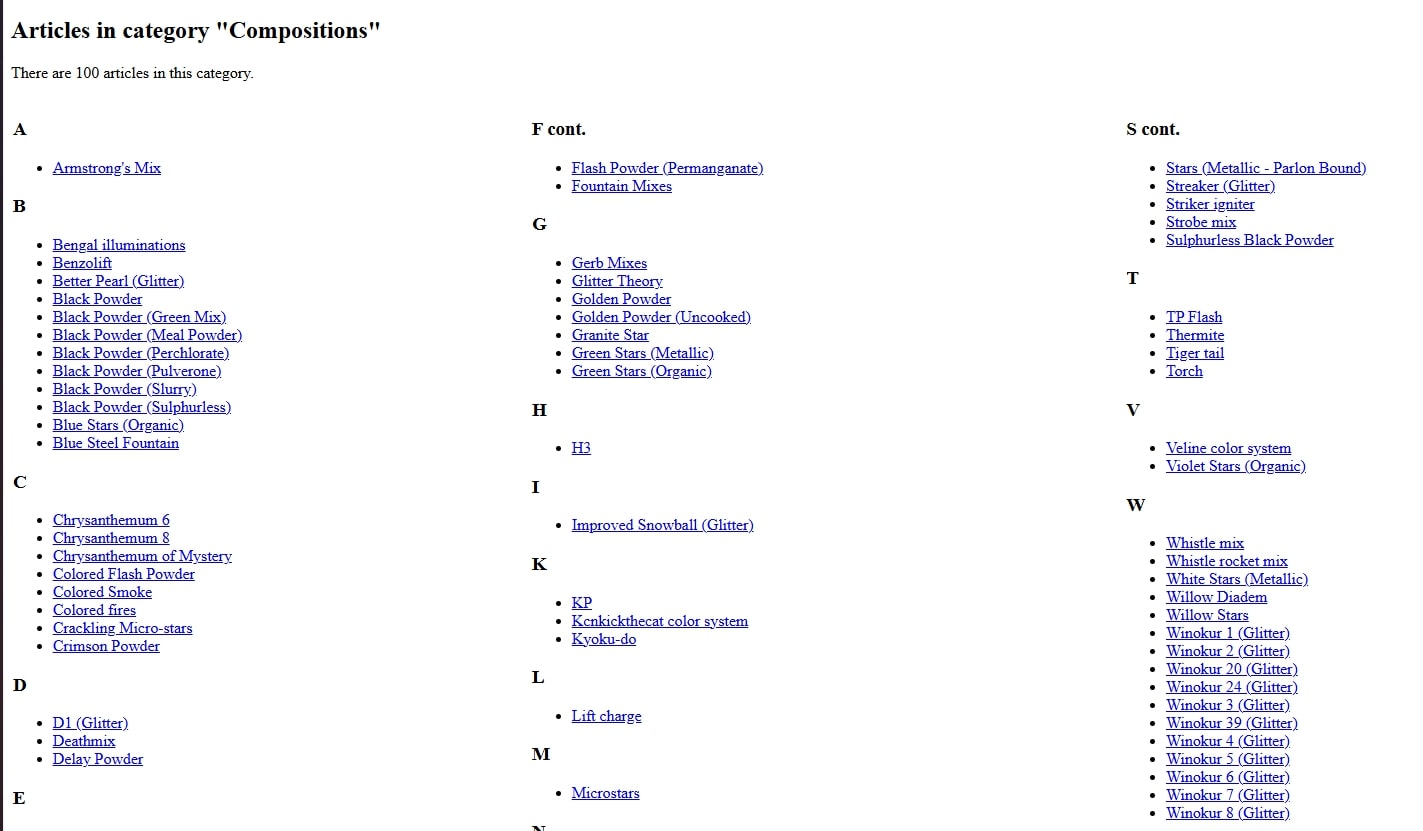 Articles in category "Compositions"
There are 100 articles in this category.
A
Armstrong's Mix
B
Bengal illuminations
Benzolift
Better Pearl (Glitter)
Black Powder
Black Powder (Green Mix)
Black Powder (Meal Powder)
Black Powder (Perchlorate)
Black Powder (Pulverone)
Black Powder (Slurry)
Black Powder (Sulphurless)
Blue Stars (Organic)
Blue Steel Fountain
C
Chrysanthemum 6
Chrysanthemum 8
Chrysanthemum of Mystery
Colored Flash Powder
Colored Smoke
Colored fires
Crackling Micro-stars
Crimson Powder
D
D1 (Glitter)
Deathmix
Delay Powder
E
F cont.
Flash Powder (Permanganate)
Fountain Mixes
G
Gerb Mixes
Glitter Theory
Golden Powder
Golden Powder (Uncooked)
Granite Star
Green Stars (Metallic)
Green Stars (Organic)
H
H3
I
Improved Snowball (Glitter)
K
KP
Kcnkickthecat color system
Kyoku-do
L
Lift charge
M
Microstars
S cont.
Stars (Metallic - Parlon Bound)
Streaker (Glitter)
Striker igniter
Strobe mix
Sulphurless Black Powder
T
TP Flash
Thermite
Tiger tail
Torch
V
Veline color system
Violet Stars (Organic)
W
Whistle mix
Whistle rocket mix
White Stars (Metallic)
Willow Diadem
Willow Stars
Winokur 1 (Glitter)
Winokur 2 (Glitter)
Winokur 20 (Glitter)
Winokur 24 (Glitter)
Winokur 3 (Glitter)
Winokur 39 (Glitter)
Winokur 4 (Glitter)
Winokur 5 (Glitter)
Winokur 6 (Glitter)
Winokur 7 (Glitter)
Winokur 8 (Glitter)